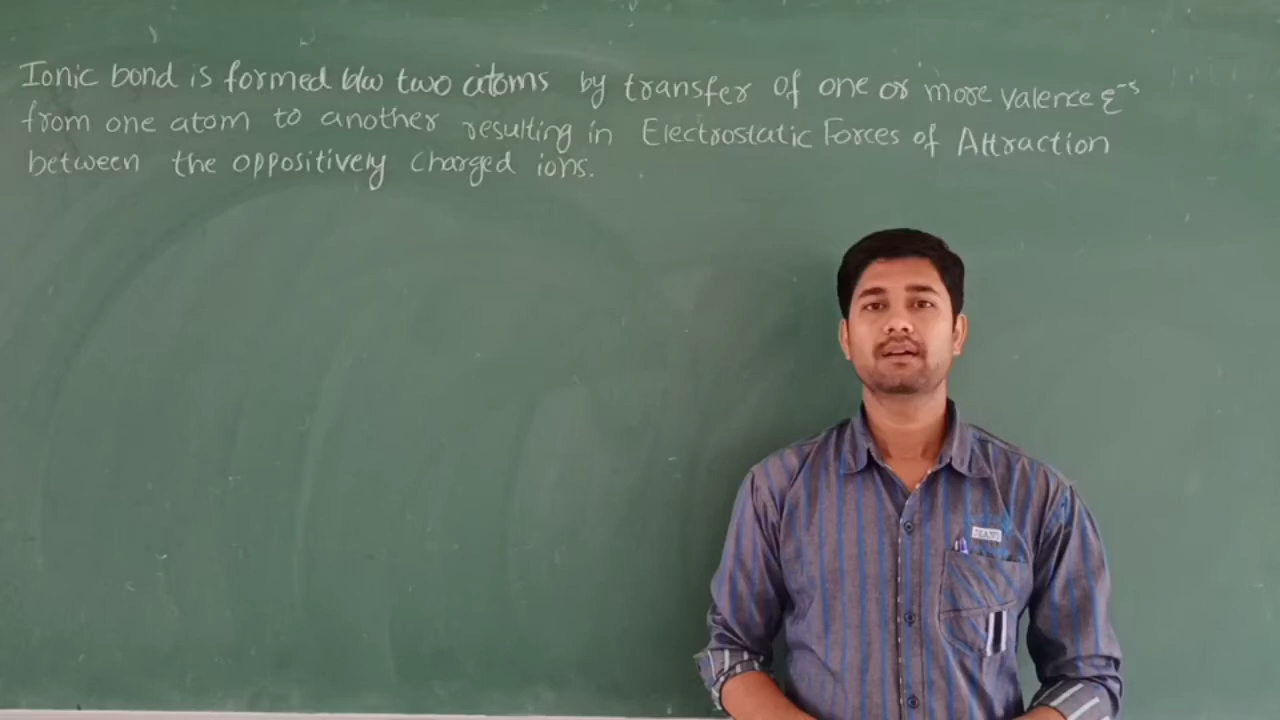 Ionic bond is formed b/w two atoms by transfer of one or more valence e⁻s
from one atom to another resulting in Electrostatic Forces of Attraction
between the oppositively charged ions.